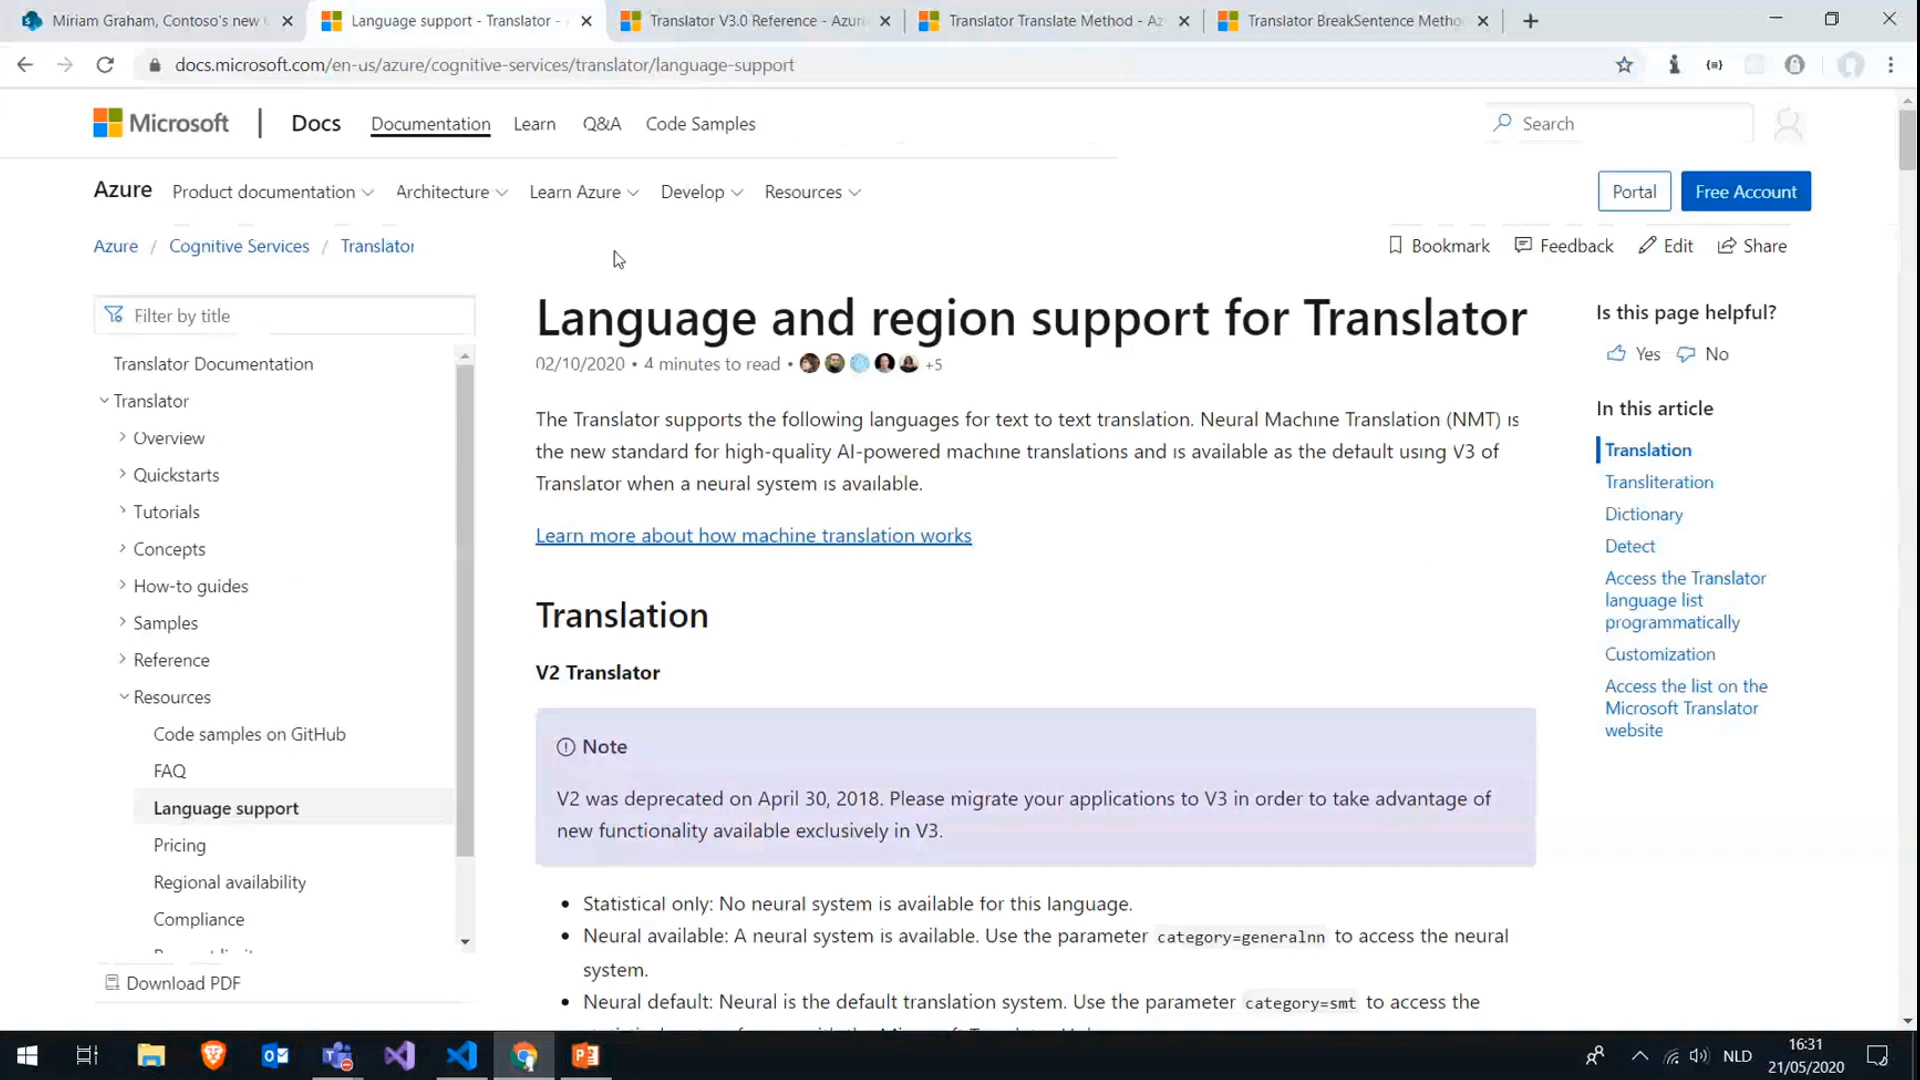 Miriam Graham, Contoso's new
Language support - Translator -
Translator V3.0 Reference - Azure
Translator Translate Method - Az
Translator BreakSentence Metho
docs.microsoft.com/en-us/azure/cognitive-services/translator/language-support
Microsoft
Docs
Documentation
Learn
Q&A
Code Samples
Search
Azure
Product documentation
Architecture
Learn Azure
Develop
Resources
Portal
Free Account
Azure / Cognitive Services / Translator
Bookmark
Feedback
Edit
Share
Filter by title
Translator Documentation
Translator
Overview
Quickstarts
Tutorials
Concepts
How-to guides
Samples
Reference
Resources
Code samples on GitHub
FAQ
Language support
Pricing
Regional availability
Compliance
Download PDF
Language and region support for Translator
02/10/2020 • 4 minutes to read • +5
The Translator supports the following languages for text to text translation. Neural Machine Translation (NMT) is
the new standard for high-quality AI-powered machine translations and is available as the default using V3 of
Translator when a neural system is available.
Learn more about how machine translation works
Translation
V2 Translator
Note
V2 was deprecated on April 30, 2018. Please migrate your applications to V3 in order to take advantage of
new functionality available exclusively in V3.
• Statistical only: No neural system is available for this language.
• Neural available: A neural system is available. Use the parameter category=generalnn to access the neural
system.
• Neural default: Neural is the default translation system. Use the parameter category=smt to access the
Is this page helpful?
Yes
No
In this article
Translation
Transliteration
Dictionary
Detect
Access the Translator
language list
programmatically
Customization
Access the list on the
Microsoft Translator
website
NLD
16:31
21/05/2020